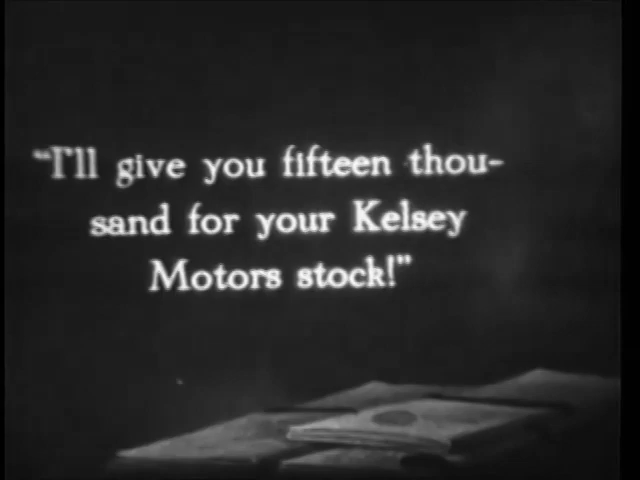 “I'll give you fifteen thou-
sand for your Kelsey
Motors stock!”